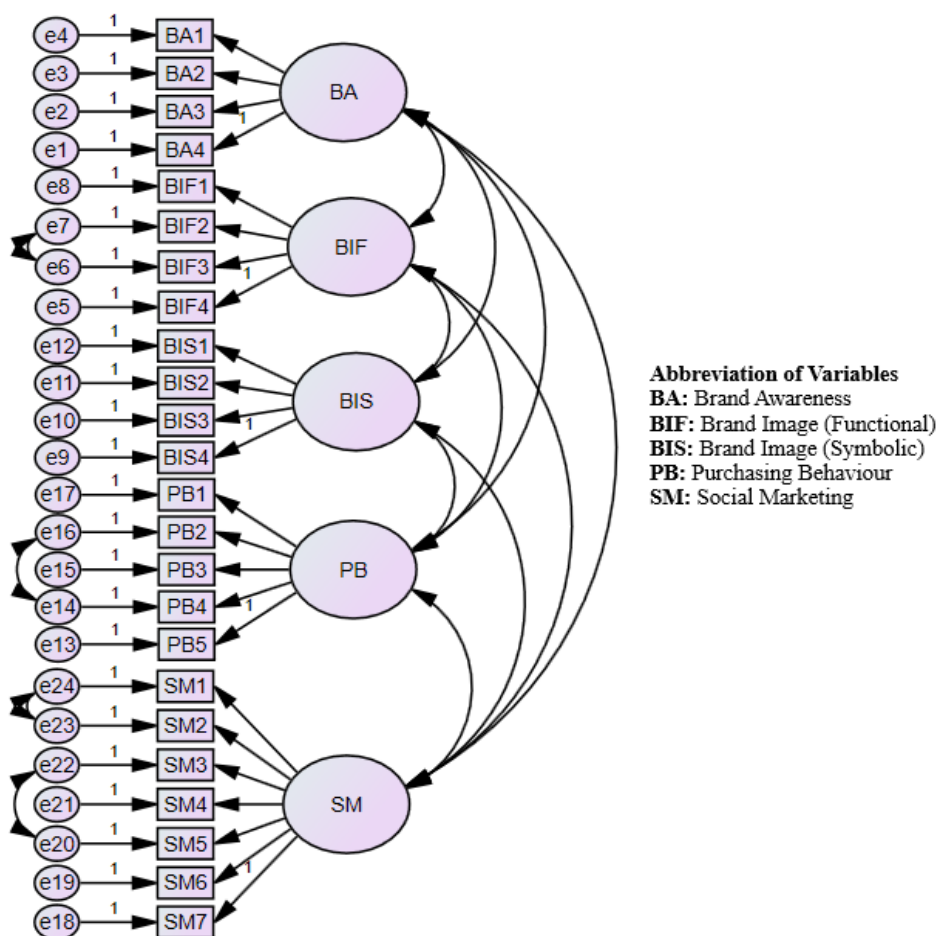 e4 1 BA1
e3 1 BA2
BA
e2 1 BA3
1
e1 1 BA4
e8 1 BIF1
e7 1 BIF2
BIF
e6 1 BIF3
1
e5 1 BIF4
e12 1 BIS1
e11 1 BIS2
BIS
e10 1 BIS3
1
e9 1 BIS4
e17 1 PB1
e16 1 PB2
e15 1 PB3
PB
e14 1 PB4
1
e13 1 PB5
e24 1 SM1
e23 1 SM2
e22 1 SM3
e21 1 SM4
SM
e20 1 SM5
e19 1 SM6
1
e18 1 SM7
Abbreviation of Variables
BA: Brand Awareness
BIF: Brand Image (Functional)
BIS: Brand Image (Symbolic)
PB: Purchasing Behaviour
SM: Social Marketing